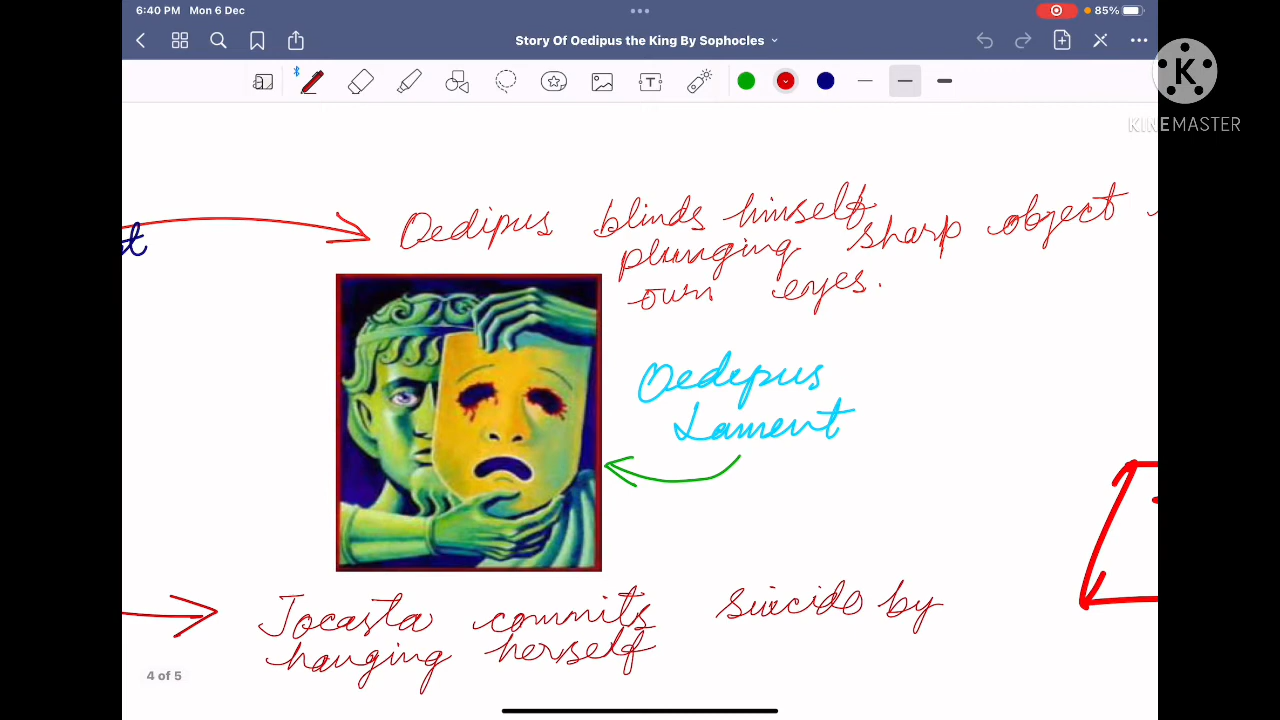 6:40 PM Mon 6 Dec
85%
Story Of Oedipus the King By Sophocles
T
K
KINEMASTER
Oedipus blinds himself
plunging sharp object
own eyes.
t
Oedepus
Lament
Jocasta commits suicide by
hanging herself
4 of 5